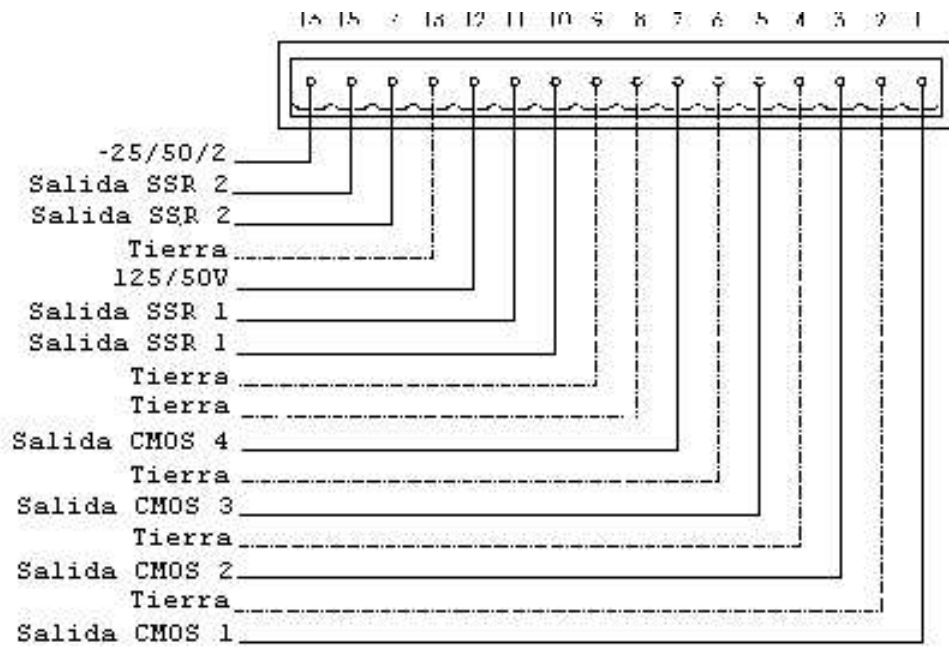 16 15 13 12 11 10 9 8 7 6 5 4 3 2 1
-25/50/2
Salida SSR 2
Salida SSR 2
Tierra
125/50V
Salida SSR 1
Salida SSR 1
Tierra
Tierra
Salida CMOS 4
Tierra
Salida CMOS 3
Tierra
Salida CMOS 2
Tierra
Salida CMOS 1